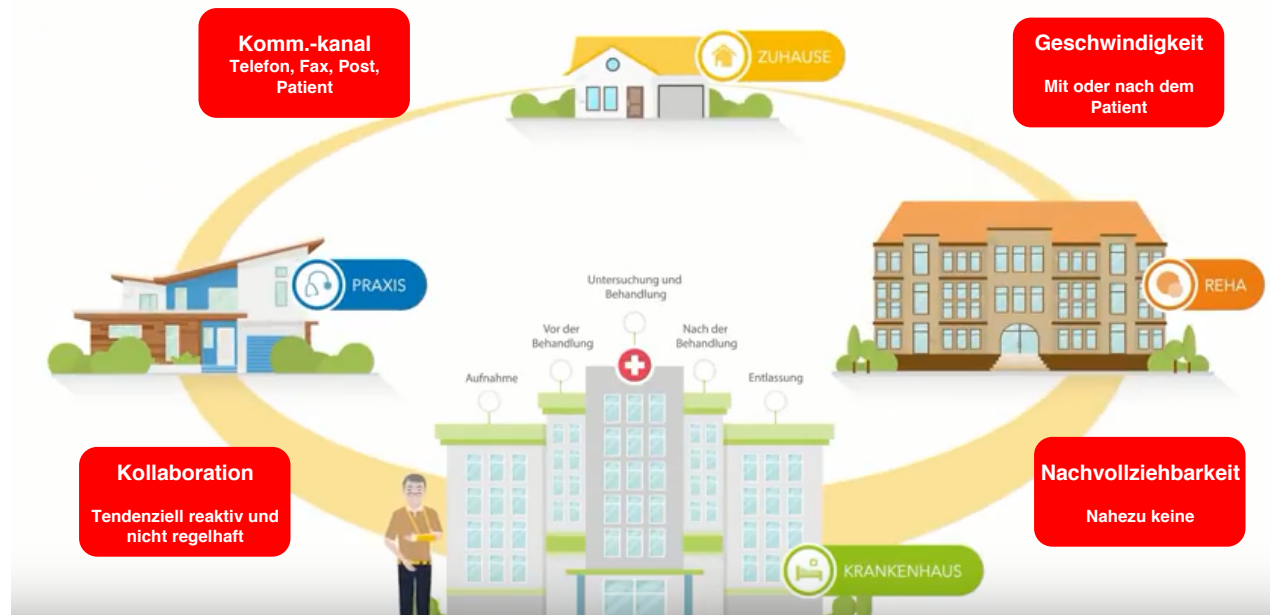 Komm.-kanal
Telefon, Fax, Post,
Patient
ZUHAUSE
Geschwindigkeit
Mit oder nach dem
Patient
PRAXIS
REHA
Untersuchung und
Behandlung
Vor der
Behandlung
Nach der
Behandlung
Aufnahme
Entlassung
Kollaboration
Tendenziell reaktiv und
nicht regelhaft
Nachvollziehbarkeit
Nahezu keine
KRANKENHAUS